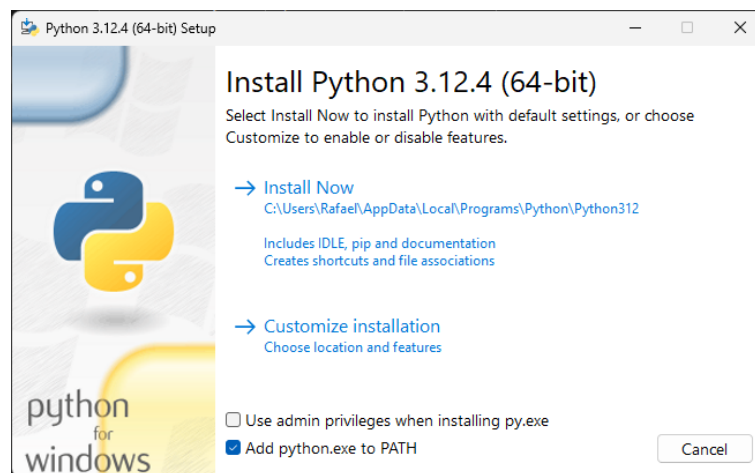 Python 3.12.4 (64-bit) Setup
Install Python 3.12.4 (64-bit)
Select Install Now to install Python with default settings, or choose
Customize to enable or disable features.
Install Now
C:\Users\Rafael\AppData\Local\Programs\Python\Python312
Includes IDLE, pip and documentation
Creates shortcuts and file associations
Customize installation
Choose location and features
python
for
windows
Use admin privileges when installing py.exe
Add python.exe to PATH
Cancel